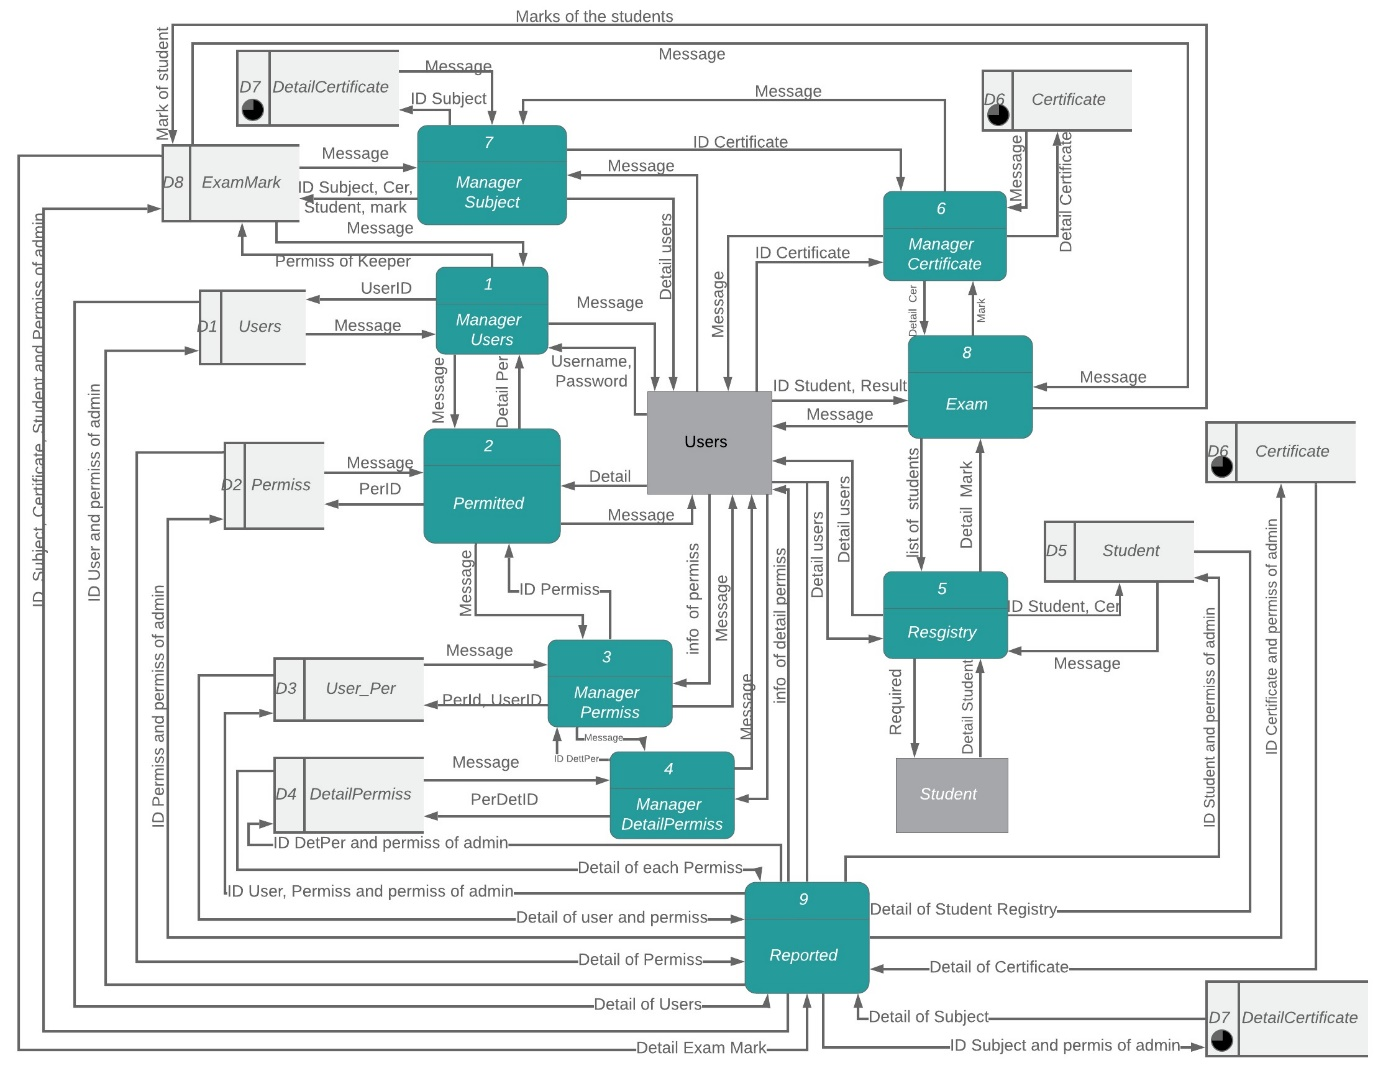 Marks of the students
Message
Mark of student
D7
DetailCertificate
Message
ID Subject
Message
D6
Certificate
7
Manager
Subject
ID Certificate
Message
Detail Certificate
D8
ExamMark
Message
ID Subject, Cer,
Student, mark
Message
Detail users
6
Manager
Certificate
Message
Permiss of Keeper
ID Certificate
Message
1
Manager
Users
UserID
Message
D1
Users
Message
Username,
Password
Detail Cer
Mark
8
Exam
Message
ID Student, Result
Message
Message
Detail Per
Users
ID Subject, Certificate, Student and Permiss of admin
ID User and permiss of admin
2
Permitted
D2
Permiss
Message
PerID
Detail
Message
D6
Certificate
list of students
Detail Mark
Detail users
Detail users
D5
Student
5
Resgistry
ID Student, Cer
Message
Message
ID Permiss
info of permiss
Message
info of detail permiss
ID Permiss and permiss of admin
3
Manager
Permiss
D3
User_Per
Message
PerId, UserID
Message
ID DettPer
Message
Required
Detail Student
Student
ID Student and permiss of admin
ID Certificate and permiss of admin
4
Manager
DetailPermiss
D4
DetailPermiss
Message
PerDetID
ID DetPer and permiss of admin
Detail of each Permiss
ID User, Permiss and permiss of admin
Detail of user and permiss
9
Reported
Detail of Student Registry
Detail of Permiss
Detail of Certificate
Detail of Users
Detail of Subject
D7
DetailCertificate
Detail Exam Mark
ID Subject and permis of admin